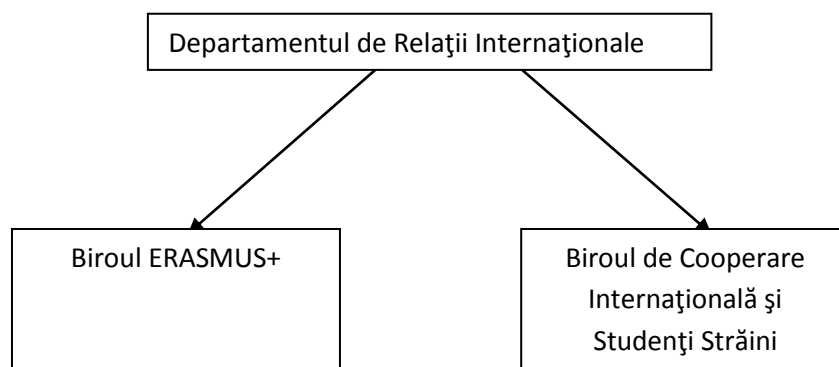 Departamentul de Relaţii Internaţionale
Biroul ERASMUS+
Biroul de Cooperare
Internaţională şi
Studenţi Străini